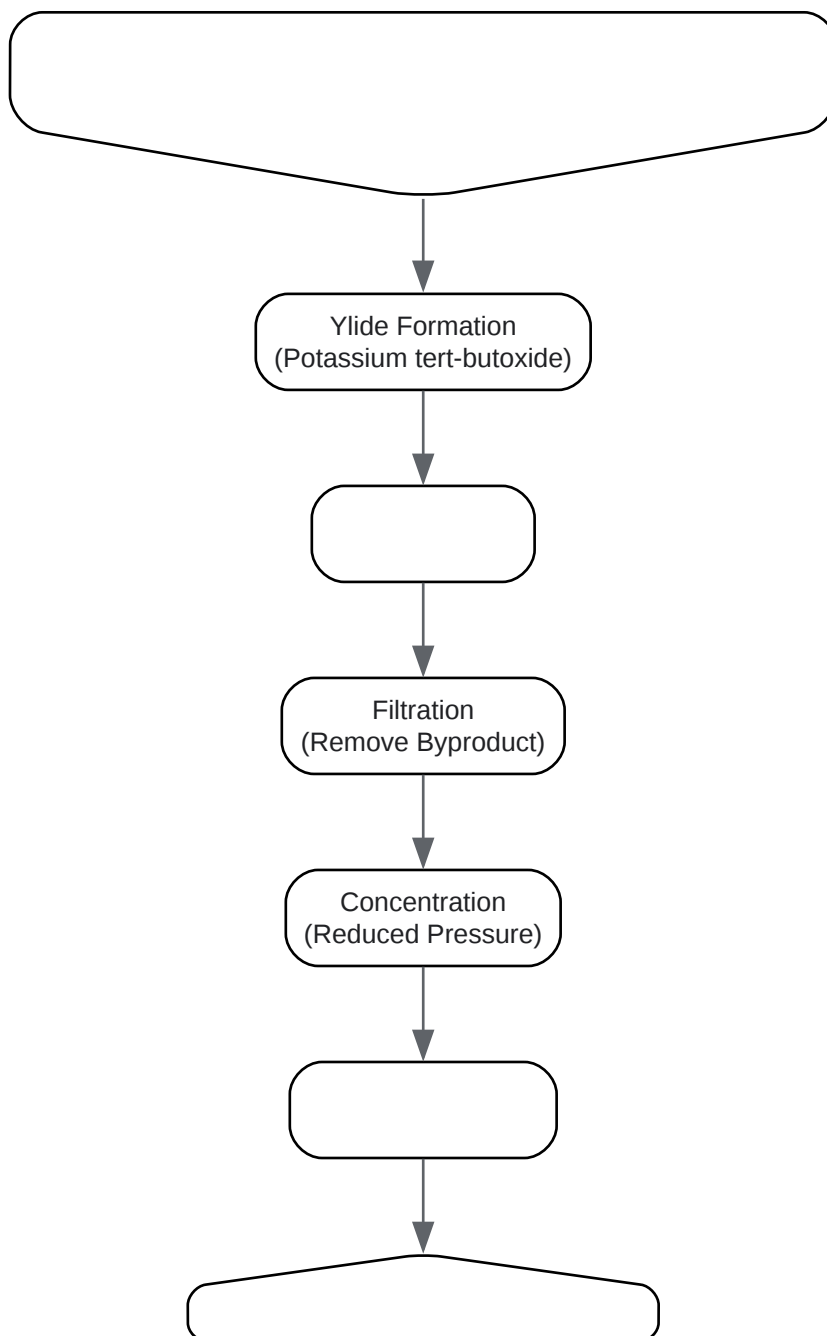 Ylide Formation
(Potassium tert-butoxide)
Filtration
(Remove Byproduct)
Concentration
(Reduced Pressure)